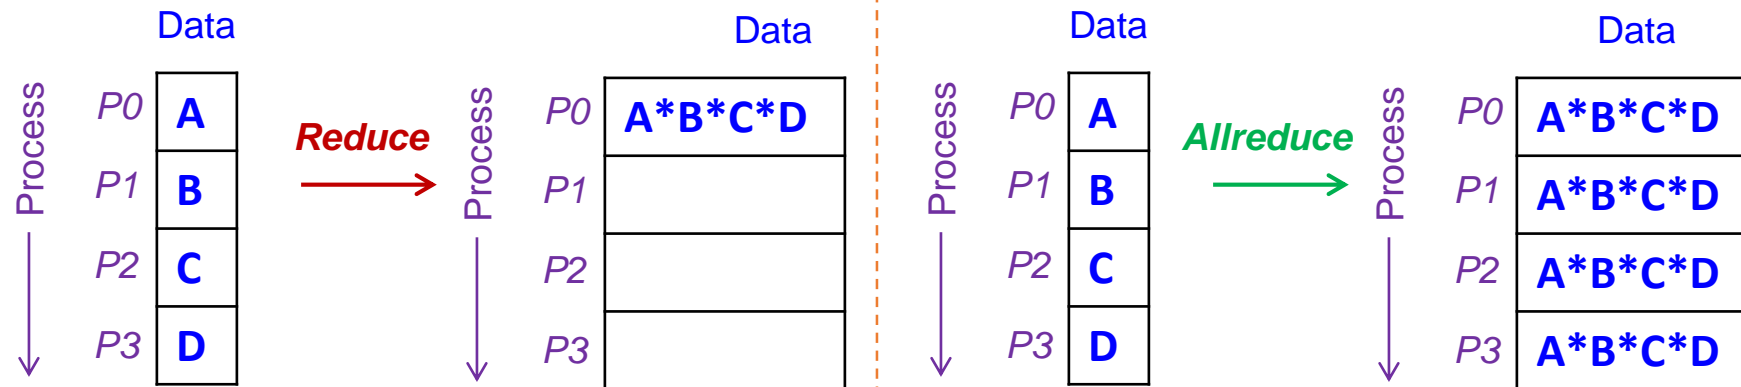 Data
Process
P0 A
P1 B
P2 C
P3 D
Reduce
Data
Process
P0 A*B*C*D
P1
P2
P3
Data
Process
P0 A
P1 B
P2 C
P3 D
Allreduce
Data
Process
P0 A*B*C*D
P1 A*B*C*D
P2 A*B*C*D
P3 A*B*C*D